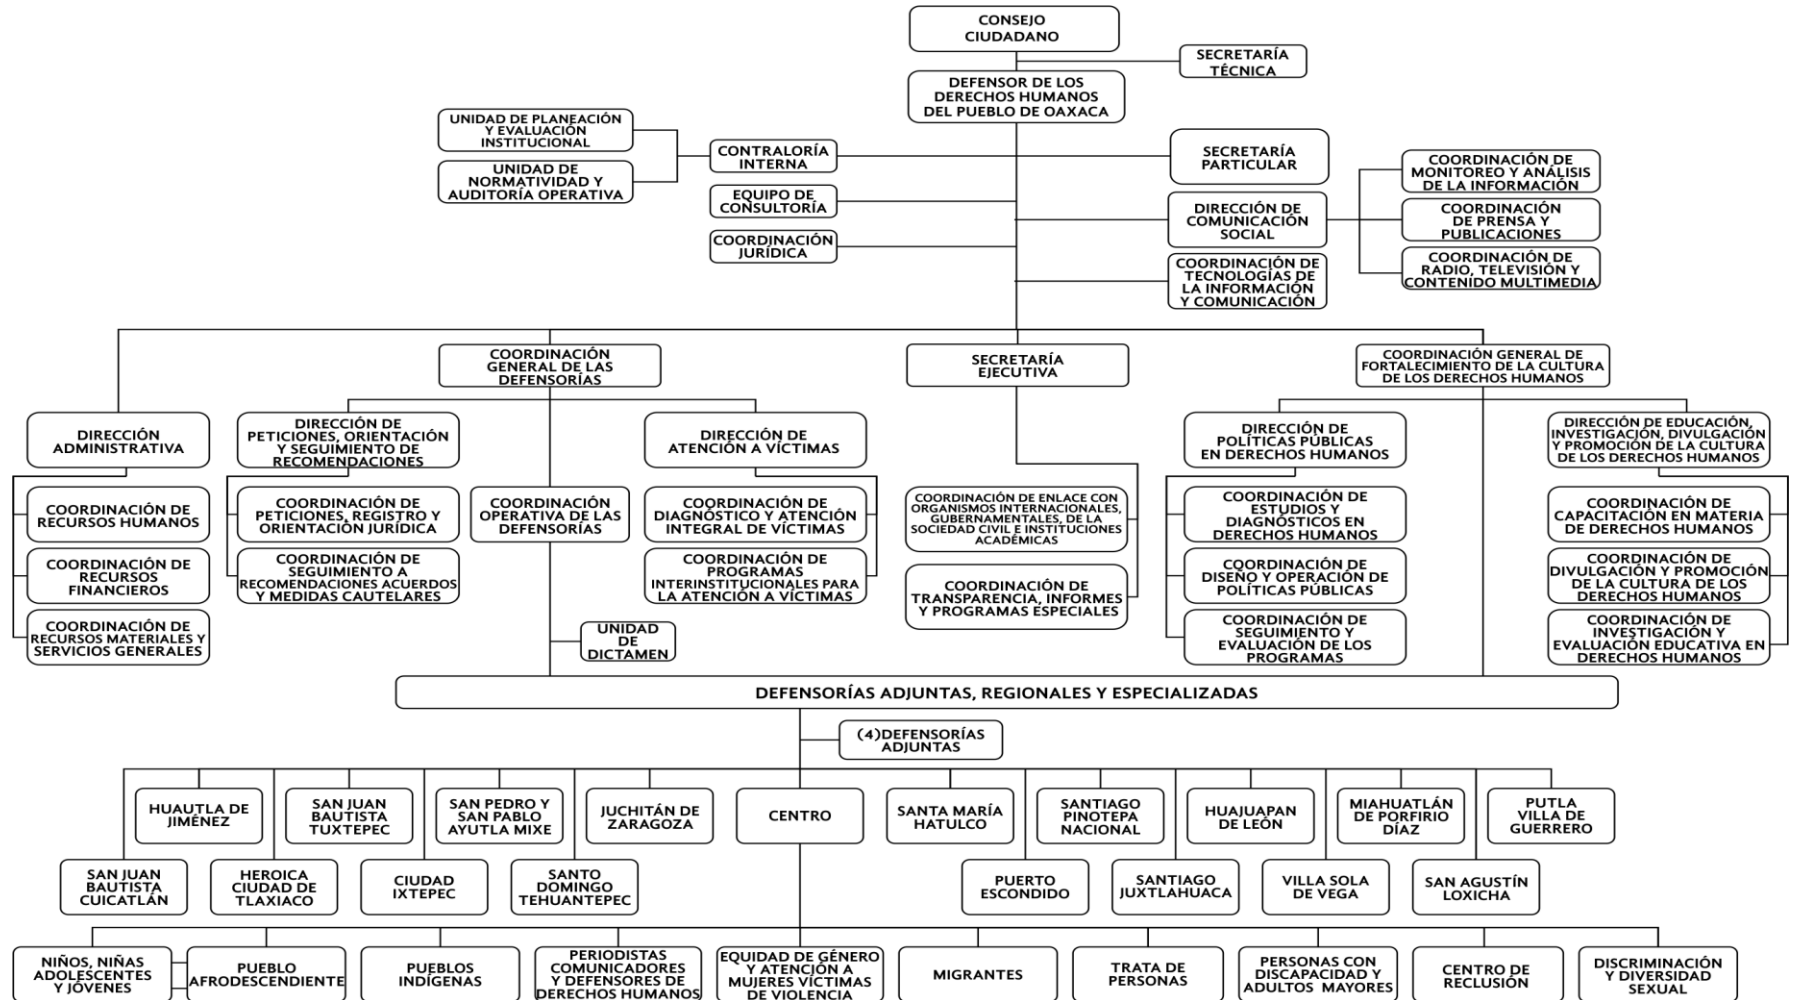 CONSEJO
CIUDADANO
SECRETARÍA
TÉCNICA
DEFENSOR DE LOS
DERECHOS HUMANOS
DEL PUEBLO DE OAXACA
UNIDAD DE PLANEACIÓN
Y EVALUACIÓN
INSTITUCIONAL
UNIDAD DE
NORMATIVIDAD Y
AUDITORÍA OPERATIVA
CONTRALORÍA
INTERNA
EQUIPO DE
CONSULTORÍA
COORDINACIÓN
JURÍDICA
SECRETARÍA
PARTICULAR
DIRECCIÓN DE
COMUNICACIÓN
SOCIAL
COORDINACIÓN DE
TECNOLOGÍAS DE
LA INFORMACIÓN
Y COMUNICACIÓN
COORDINACIÓN DE
MONITOREO Y ANÁLISIS
DE LA INFORMACIÓN
COORDINACIÓN
DE PRENSA Y
PUBLICACIONES
COORDINACIÓN DE
RADIO, TELEVISIÓN Y
CONTENIDO MULTIMEDIA
COORDINACIÓN
GENERAL DE LAS
DEFENSORÍAS
SECRETARÍA
EJECUTIVA
COORDINACIÓN GENERAL DE
FORTALECIMIENTO DE LA CULTURA
DE LOS DERECHOS HUMANOS
DIRECCIÓN
ADMINISTRATIVA
DIRECCIÓN DE
PETICIONES, ORIENTACIÓN
Y SEGUIMIENTO DE
RECOMENDACIONES
DIRECCIÓN DE
ATENCIÓN A VÍCTIMAS
DIRECCIÓN DE
POLÍTICAS PÚBLICAS
EN DERECHOS HUMANOS
DIRECCIÓN DE EDUCACIÓN,
INVESTIGACIÓN, DIVULGACIÓN
Y PROMOCIÓN DE LA CULTURA
DE LOS DERECHOS HUMANOS
COORDINACIÓN DE
RECURSOS HUMANOS
COORDINACIÓN DE
PETICIONES, REGISTRO Y
ORIENTACIÓN JURÍDICA
COORDINACIÓN
OPERATIVA DE LAS
DEFENSORÍAS
COORDINACIÓN DE
DIAGNÓSTICO Y ATENCIÓN
INTEGRAL DE VÍCTIMAS
COORDINACIÓN DE ENLACE CON
ORGANISMOS INTERNACIONALES,
GUBERNAMENTALES, DE LA
SOCIEDAD CIVIL E INSTITUCIONES
ACADÉMICAS
COORDINACIÓN DE
ESTUDIOS Y
DIAGNÓSTICOS EN
DERECHOS HUMANOS
COORDINACIÓN DE
CAPACITACIÓN EN MATERIA
DE DERECHOS HUMANOS
COORDINACIÓN DE
RECURSOS
FINANCIEROS
COORDINACIÓN DE
SEGUIMIENTO A
RECOMENDACIONES ACUERDOS
Y MEDIDAS CAUTELARES
COORDINACIÓN DE
PROGRAMAS
INTERINSTITUCIONALES PARA
LA ATENCIÓN A VÍCTIMAS
COORDINACIÓN DE
TRANSPARENCIA, INFORMES
Y PROGRAMAS ESPECIALES
COORDINACIÓN DE
DISEÑO Y OPERACIÓN DE
POLÍTICAS PÚBLICAS
COORDINACIÓN DE
DIVULGACIÓN Y PROMOCIÓN
DE LA CULTURA DE LOS
DERECHOS HUMANOS
COORDINACIÓN DE
RECURSOS MATERIALES Y
SERVICIOS GENERALES
UNIDAD
DE
DICTAMEN
COORDINACIÓN DE
SEGUIMIENTO Y
EVALUACIÓN DE LOS
PROGRAMAS
COORDINACIÓN DE
INVESTIGACIÓN Y
EVALUACIÓN EDUCATIVA EN
DERECHOS HUMANOS
DEFENSORÍAS ADJUNTAS, REGIONALES Y ESPECIALIZADAS
(4)DEFENSORÍAS
ADJUNTAS
HUAUTLA DE
JIMÉNEZ
SAN JUAN
BAUTISTA
TUXTEPEC
SAN PEDRO Y
SAN PABLO
AYUTLA MIXE
JUCHITÁN DE
ZARAGOZA
CENTRO
SANTA MARÍA
HATULCO
SANTIAGO
PINOTEPA
NACIONAL
HUAJUAPAN
DE LEÓN
MIAHUATLÁN
DE PORFIRIO
DÍAZ
PUTLA
VILLA DE
GUERRERO
SAN JUAN
BAUTISTA
CUICATLÁN
HEROICA
CIUDAD DE
TLAXIACO
CIUDAD
IXTEPEC
SANTO
DOMINGO
TEHUANTEPEC
PUERTO
ESCONDIDO
SANTIAGO
JUXTLAHUACA
VILLA SOLA
DE VEGA
SAN AGUSTÍN
LOXICHA
NIÑOS, NIÑAS
ADOLESCENTES
Y JÓVENES
PUEBLO
AFRODESCENDIENTE
PUEBLOS
INDÍGENAS
PERIODISTAS
COMUNICADORES
Y DEFENSORES DE
DERECHOS HUMANOS
EQUIDAD DE GÉNERO
Y ATENCIÓN A
MUJERES VÍCTIMAS
DE VIOLENCIA
MIGRANTES
TRATA DE
PERSONAS
PERSONAS CON
DISCAPACIDAD Y
ADULTOS MAYORES
CENTRO DE
RECLUSIÓN
DISCRIMINACIÓN
Y DIVERSIDAD
SEXUAL